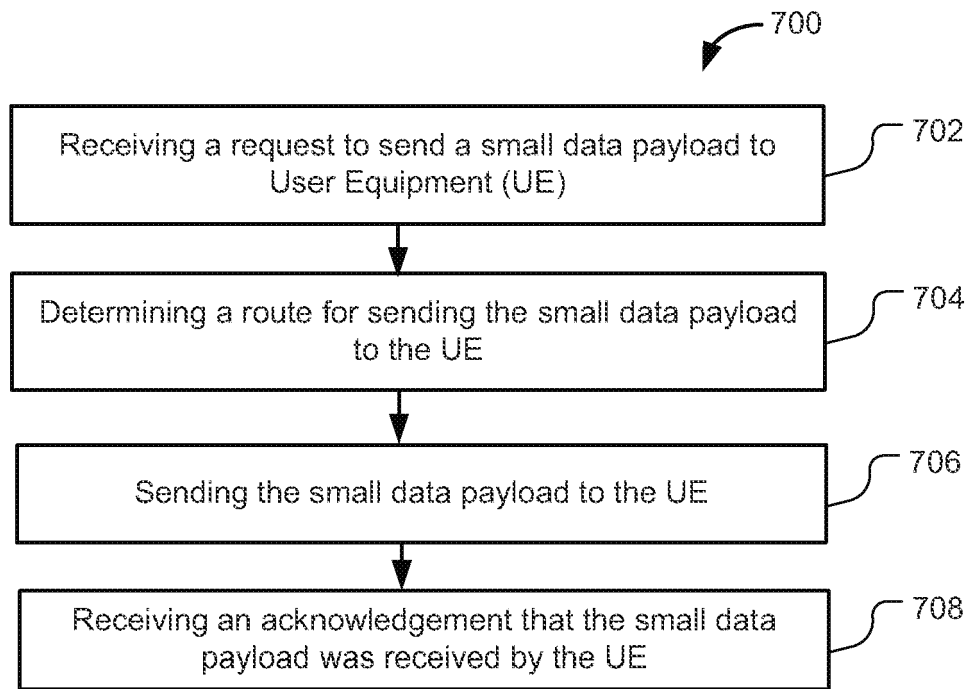 700
Receiving a request to send a small data payload to
User Equipment (UE)
702
Determining a route for sending the small data payload
to the UE
704
Sending the small data payload to the UE
706
Receiving an acknowledgement that the small data
payload was received by the UE
708